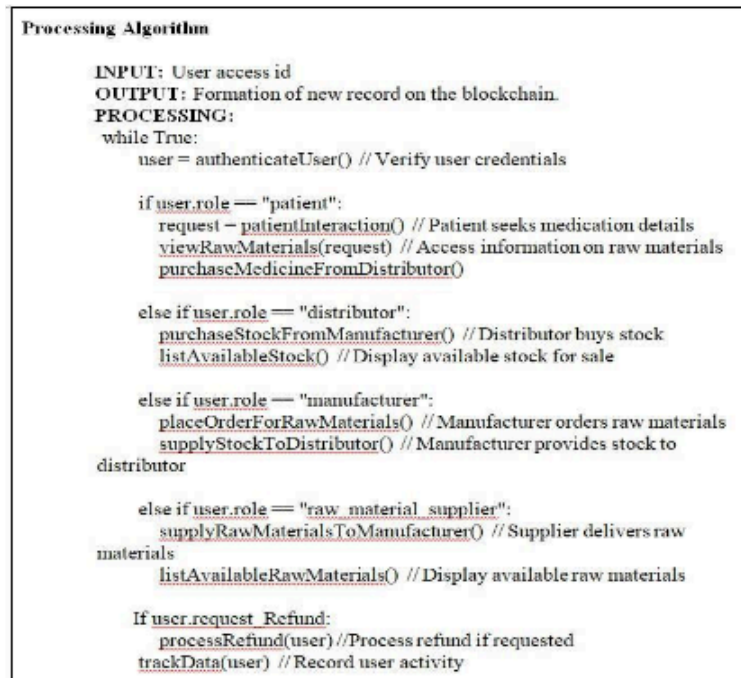 Processing Algorithm
INPUT: User access id
OUTPUT: Formation of new record on the blockchain.
PROCESSING:
while True:
user = authenticateUser() // Verify user credentials
if user.role == "patient":
request = patientInteraction() // Patient seeks medication details
viewRawMaterials(request) // Access information on raw materials
purchaseMedicineFromDistributor()
else if user.role == "distributor":
purchaseStockFromManufacturer() // Distributor buys stock
listAvailableStock() // Display available stock for sale
else if user.role == "manufacturer":
placeOrderForRawMaterials() // Manufacturer orders raw materials
supplyStockToDistributor() // Manufacturer provides stock to
distributor
else if user.role == "raw_material_supplier":
supplyRawMaterialsToManufacturer() // Supplier delivers raw
materials
listAvailableRawMaterials() // Display available raw materials
If user.request_Refund:
processRefund(user) //Process refund if requested
trackData(user) // Record user activity